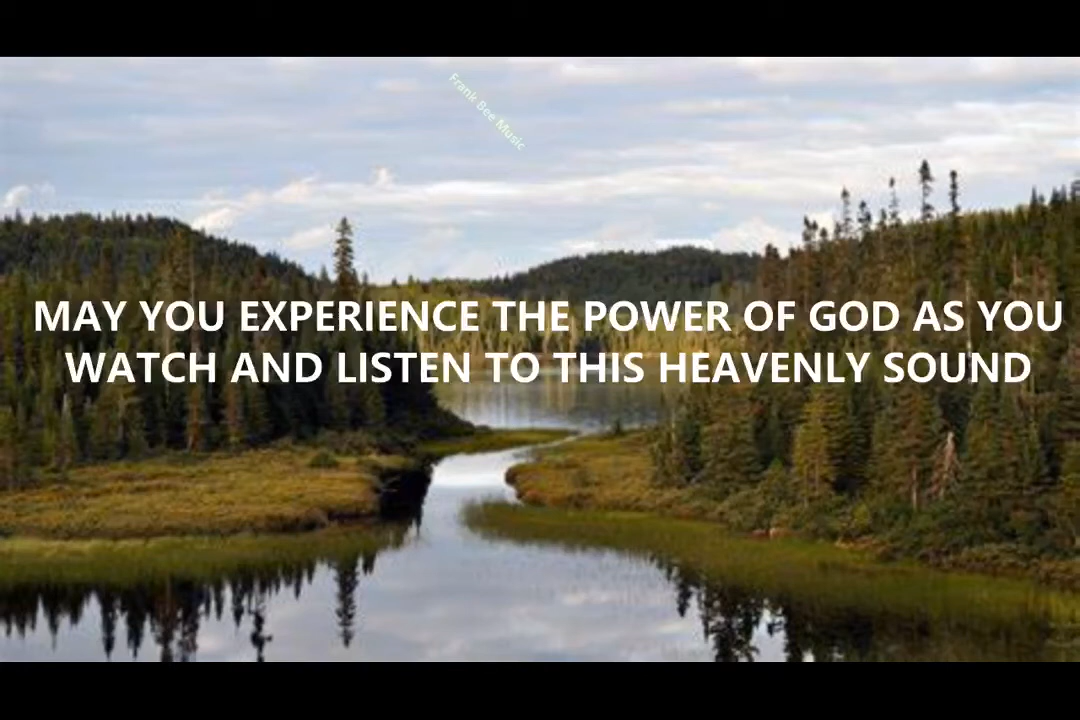 Frank Bee Music
MAY YOU EXPERIENCE THE POWER OF GOD AS YOU
WATCH AND LISTEN TO THIS HEAVENLY SOUND